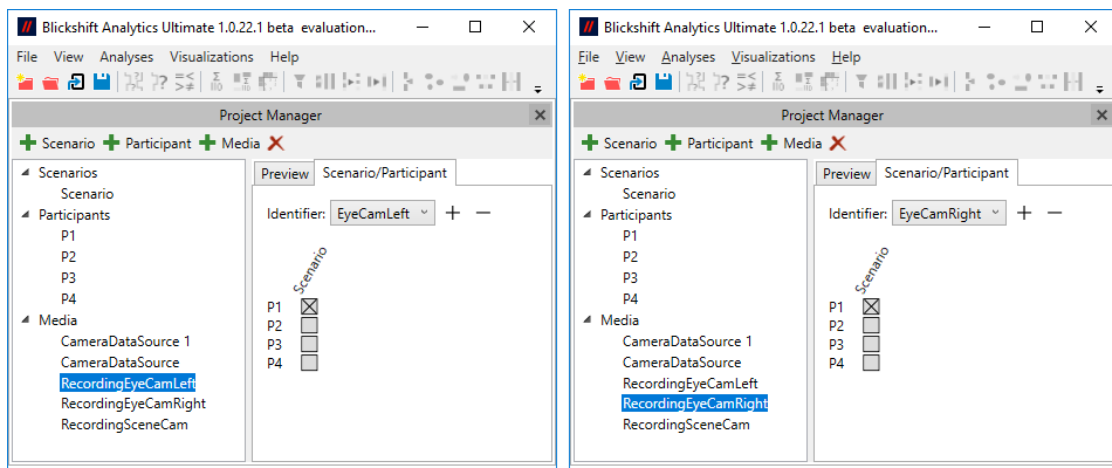 Blickshift Analytics Ultimate 1.0.22.1 beta evaluation...
File View Analyses Visualizations Help
Project Manager
Scenario Participant Media
Scenarios
Scenario
Participants
P1
P2
P3
P4
Media
CameraDataSource 1
CameraDataSource
RecordingEyeCamLeft
RecordingEyeCamRight
RecordingSceneCam
Preview Scenario/Participant
Identifier: EyeCamLeft
Scenario
P1
P2
P3
P4
Blickshift Analytics Ultimate 1.0.22.1 beta evaluation...
File View Analyses Visualizations Help
Project Manager
Scenario Participant Media
Scenarios
Scenario
Participants
P1
P2
P3
P4
Media
CameraDataSource 1
CameraDataSource
RecordingEyeCamLeft
RecordingEyeCamRight
RecordingSceneCam
Preview Scenario/Participant
Identifier: EyeCamRight
Scenario
P1
P2
P3
P4